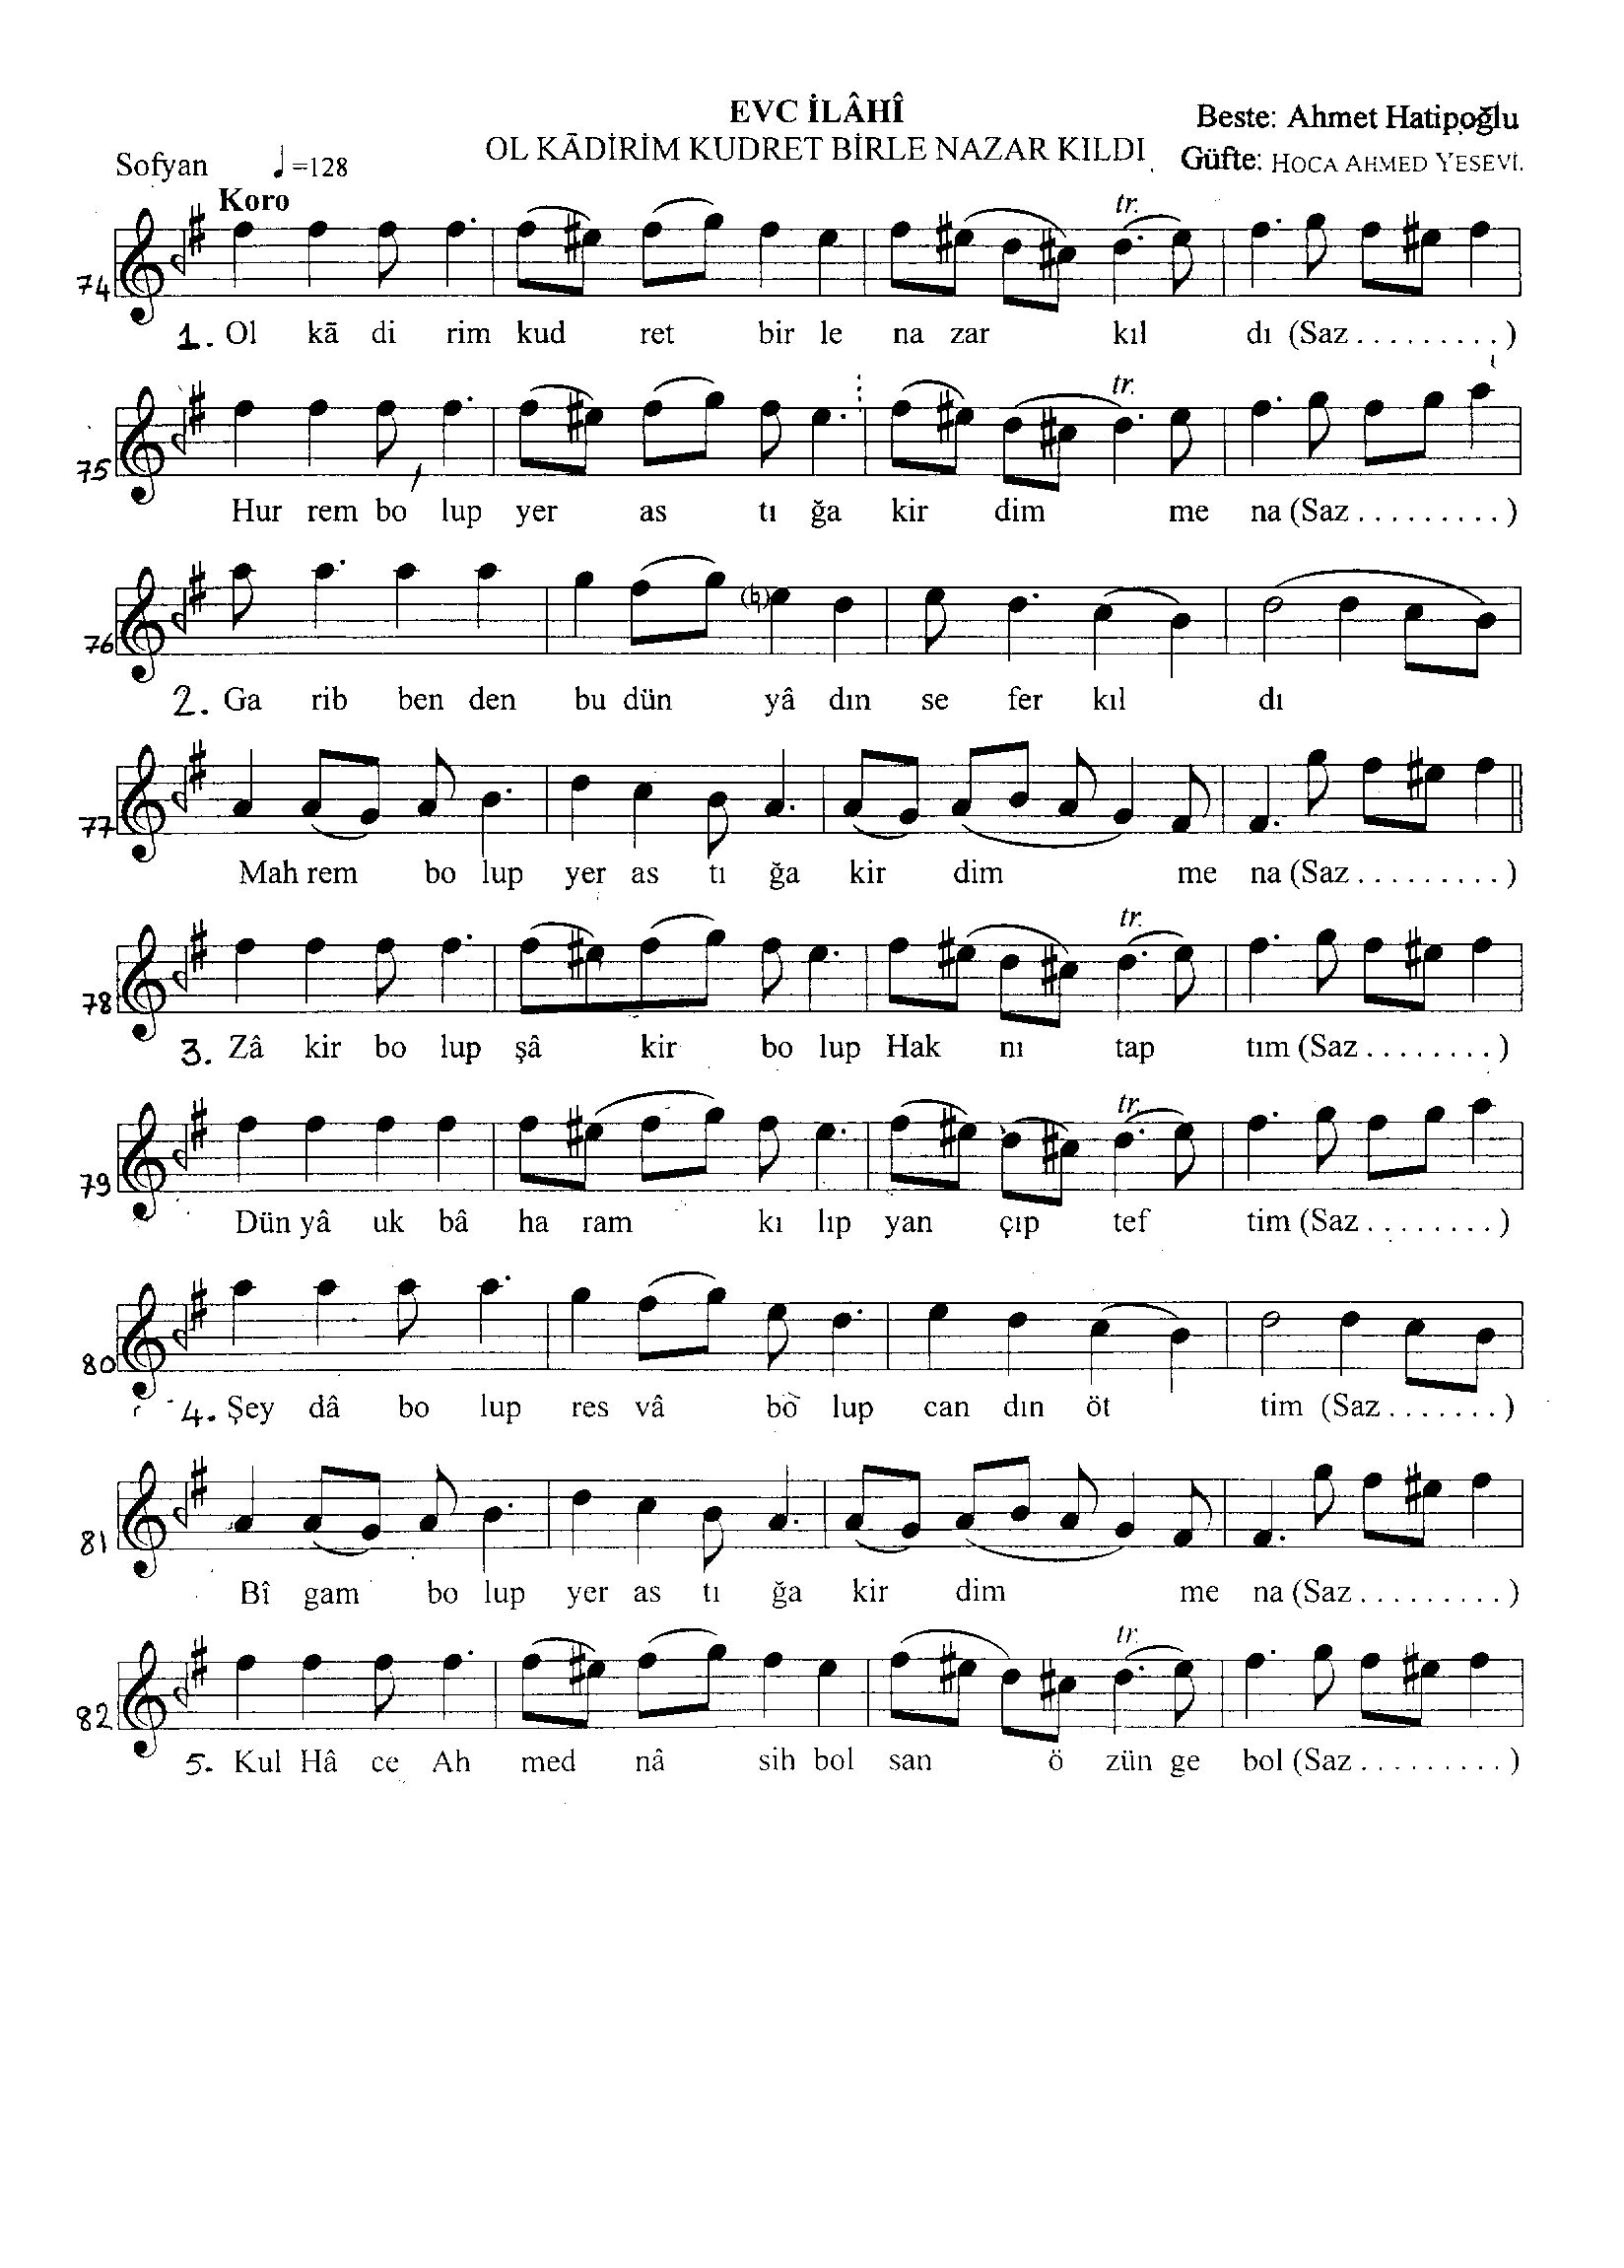 EVC İLÂHÎ
OL KĀDİRİM KUDRET BİRLE NAZAR KILDI
Beste: Ahmet Hatipoğlu
Güfte: HOCA AHMED YESEVİ.
Sofyan ♩=128
Koro
tr.
74
1. Ol kā di rim kud ret bir le na zar kıl dı (Saz.........)
tr.
75
Hur rem bo lup yer as tı ğa kir dim me na (Saz.........)
76
2. Ga rib ben den bu dün yâ dın se fer kıl dı
77
Mah rem bo lup yer as tı ğa kir dim me na (Saz.........)
tr.
78
3. Zâ kir bo lup şâ kir bo lup Hak nı tap tım (Saz........)
tr.
79
Dün yâ uk bâ ha ram kı lıp yan çıp tef tim (Saz........)
80
4. Şey dâ bo lup res vâ bo lup can dın öt tim (Saz.......)
81
Bî gam bo lup yer as tı ğa kir dim me na (Saz.........)
tr.
82
5. Kul Hâ ce Ah med nâ sih bol san ö zün ge bol (Saz.........)